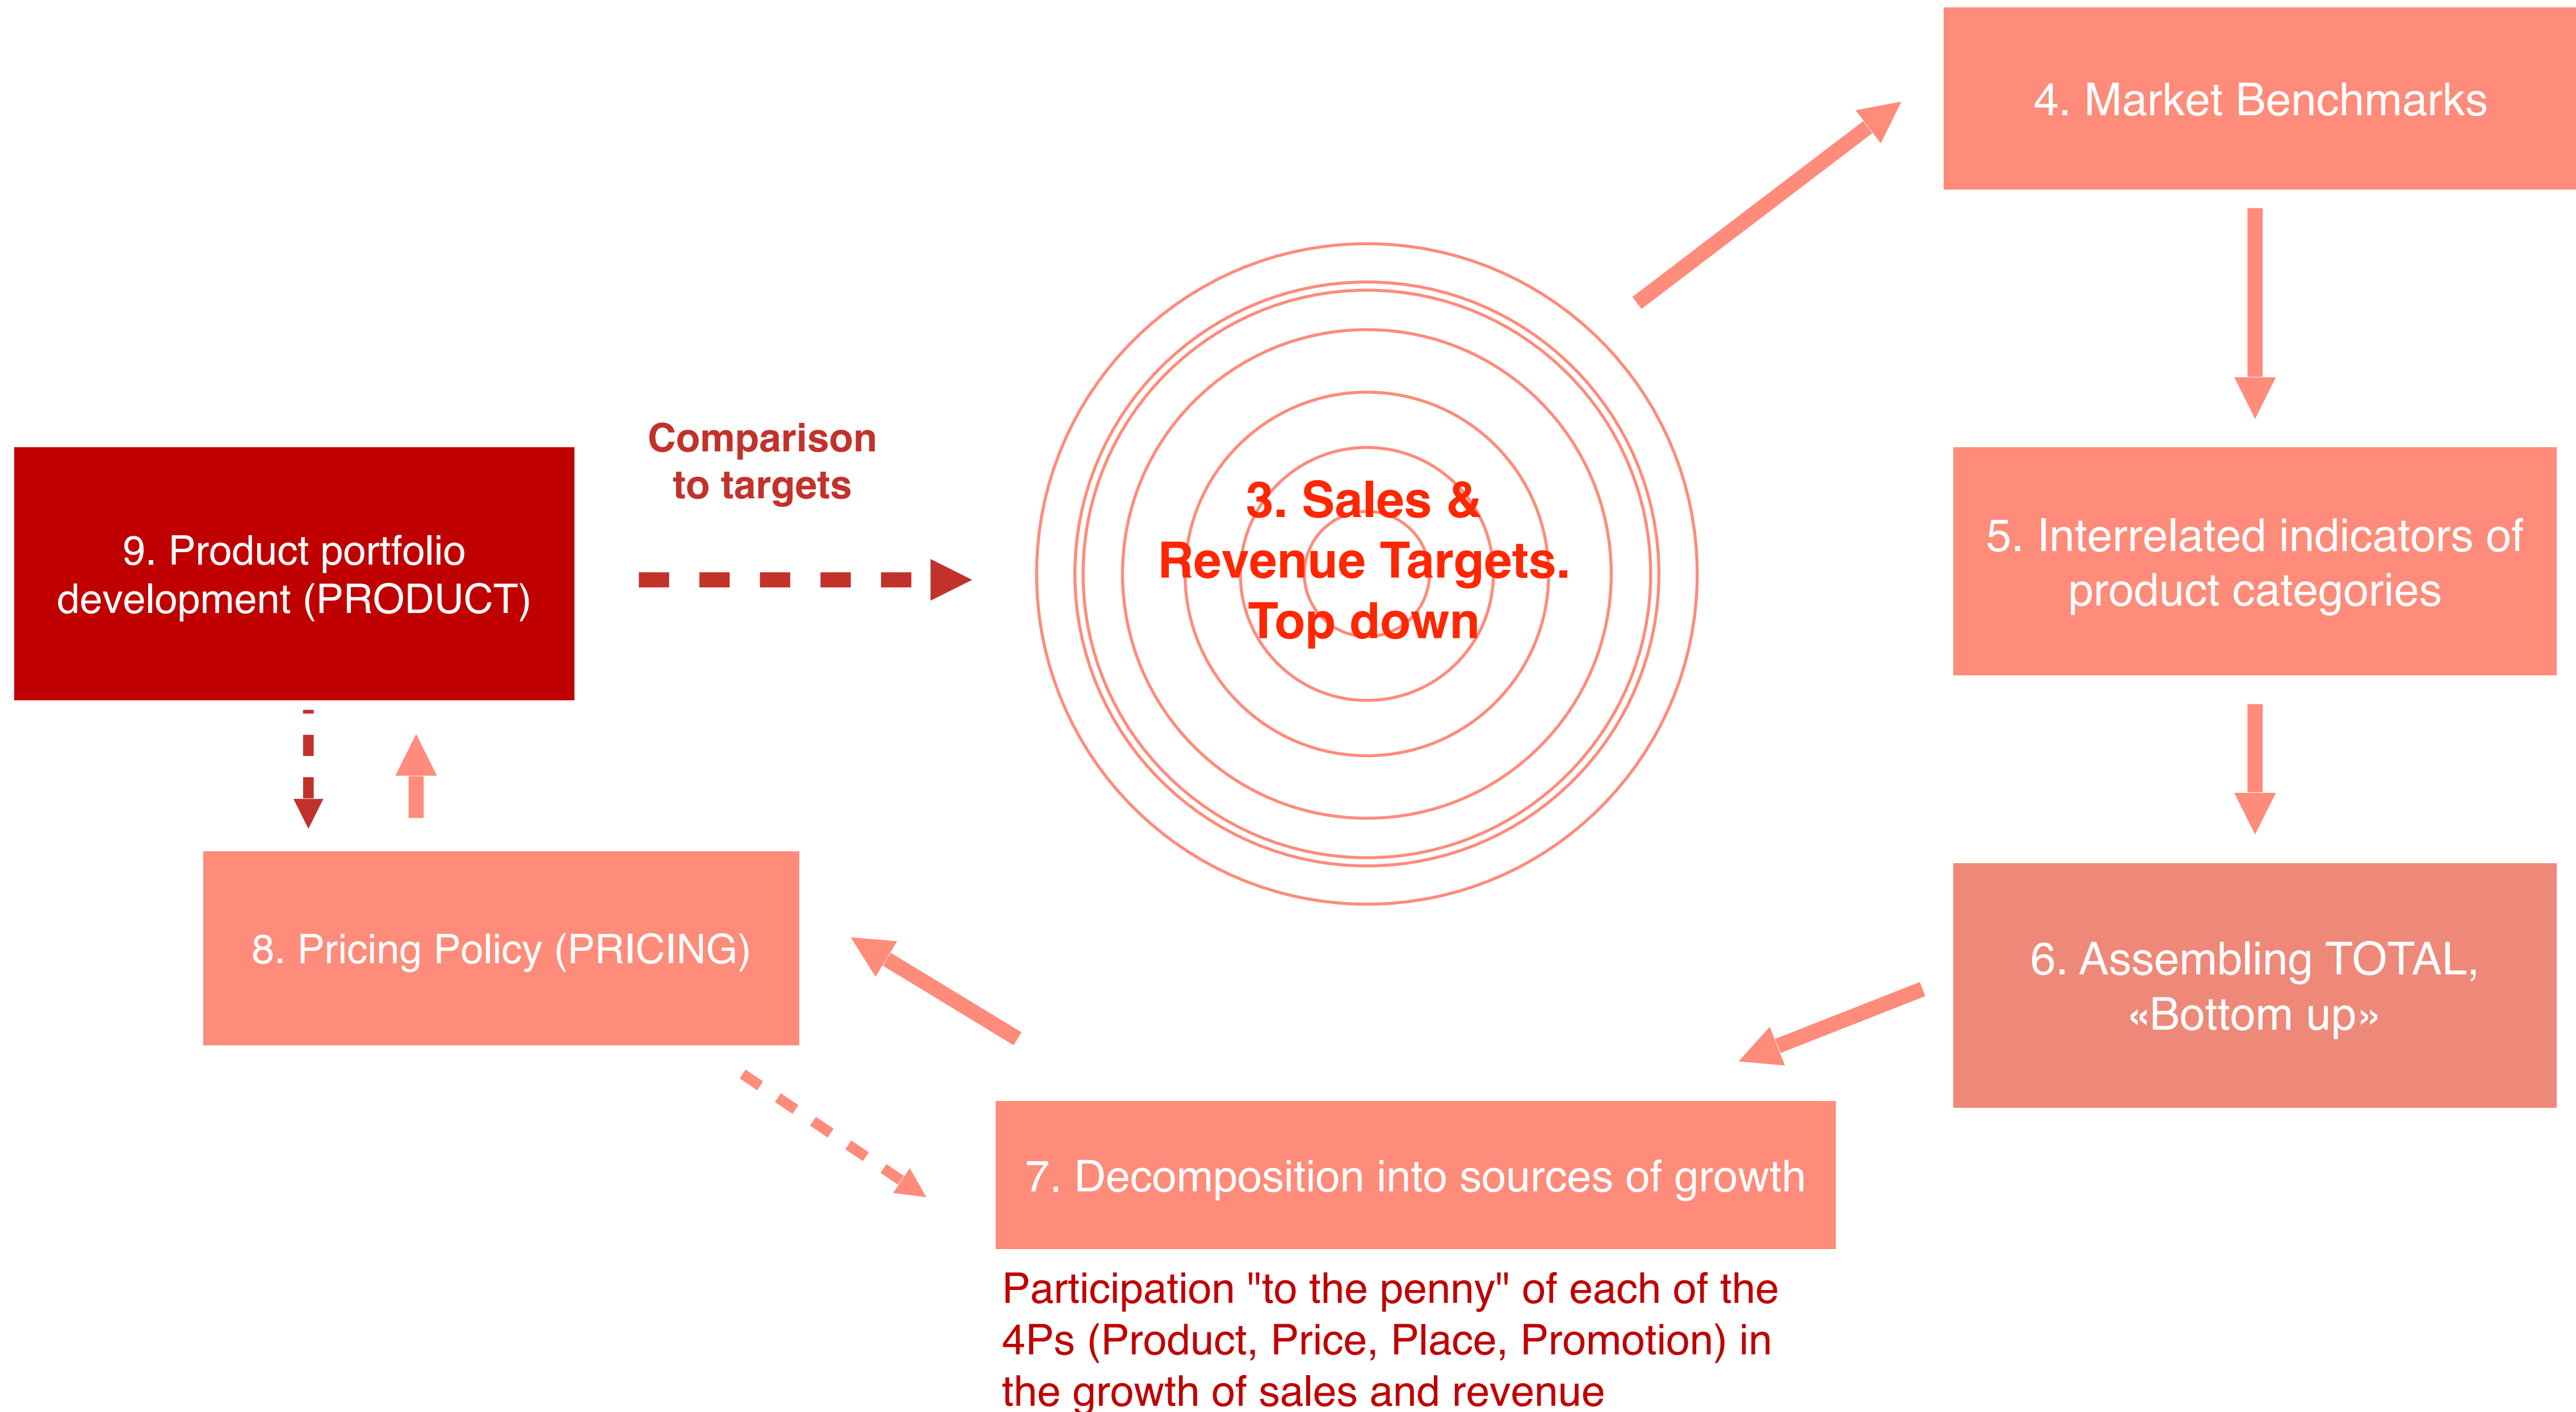 4. Market Benchmarks
Comparison
to targets
3. Sales &
Revenue Targets.
Top down
9. Product portfolio
development (PRODUCT)
5. Interrelated indicators of
product categories
8. Pricing Policy (PRICING)
6. Assembling TOTAL,
«Bottom up»
7. Decomposition into sources of growth
Participation "to the penny" of each of the
4Ps (Product, Price, Place, Promotion) in
the growth of sales and revenue